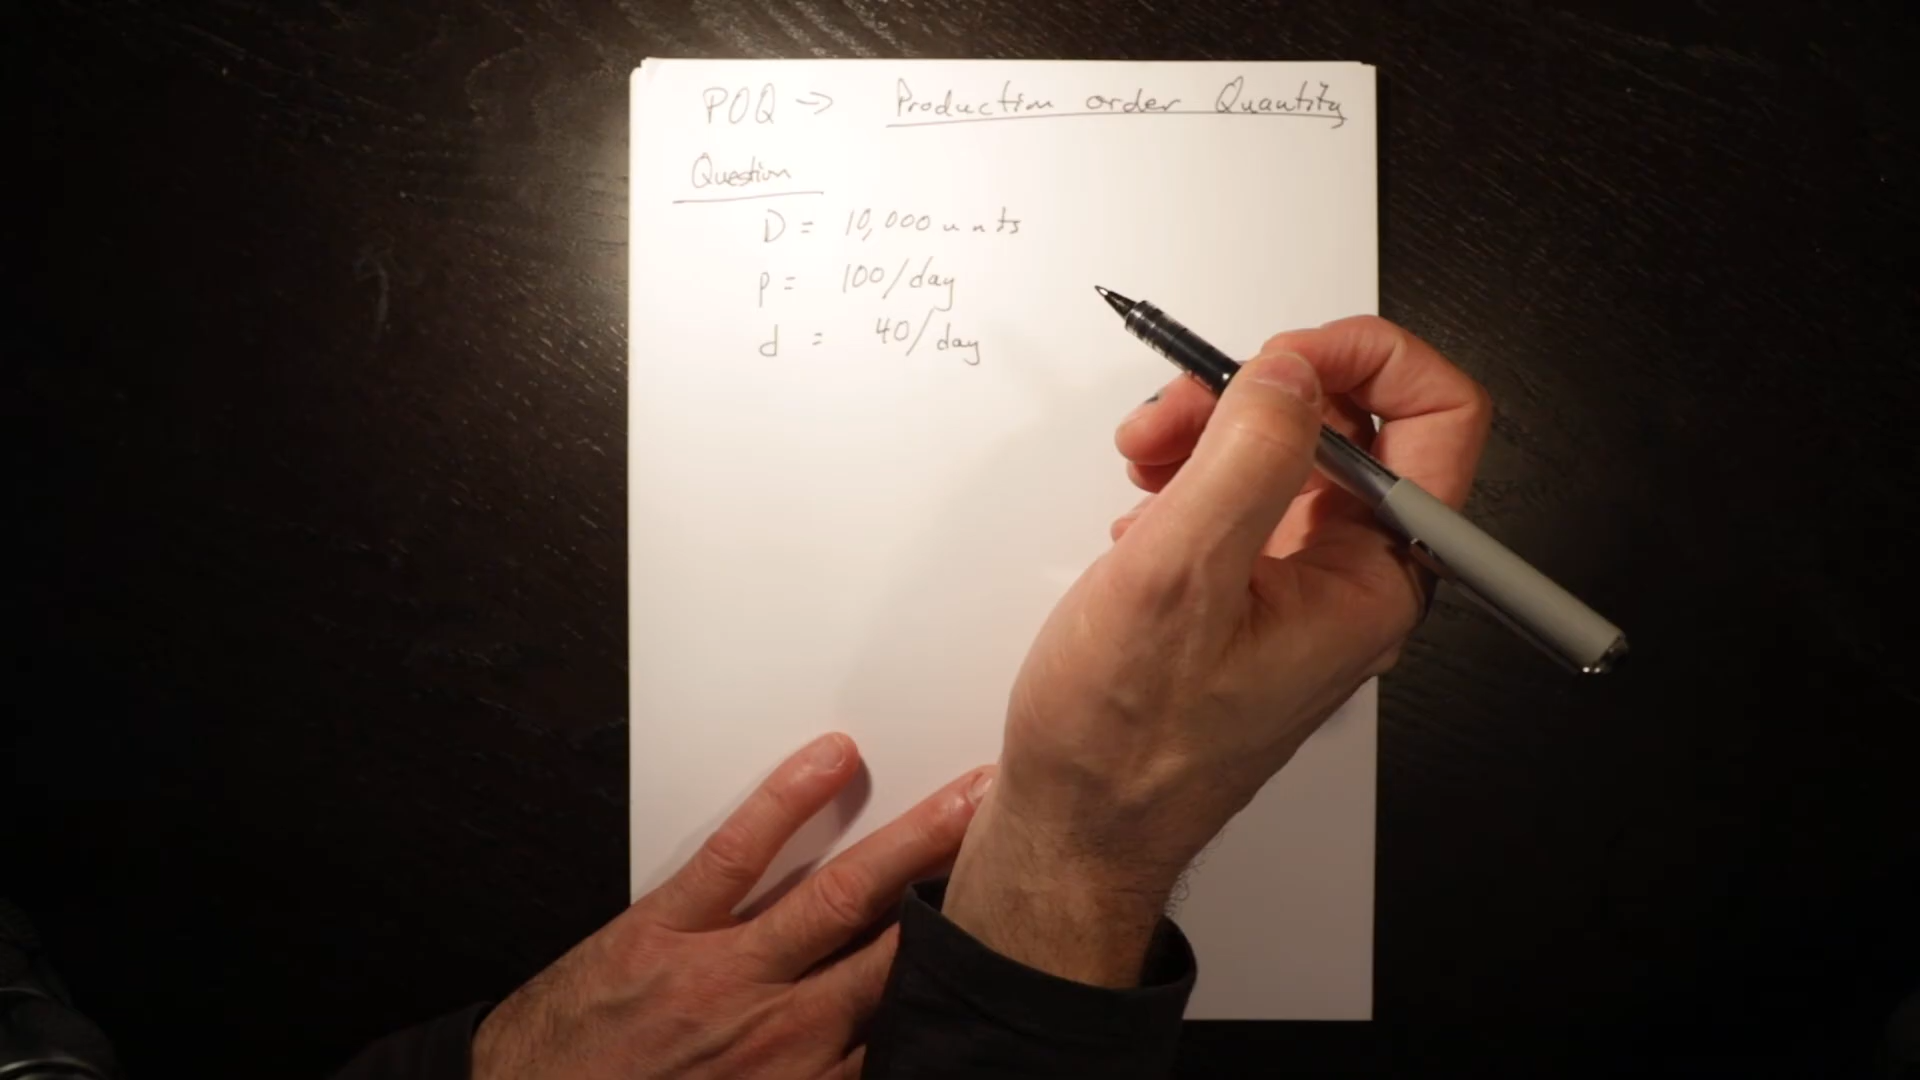 POQ → Production order Quantity
Question
D = 10,000 units
p = 100/day
d = 40/day